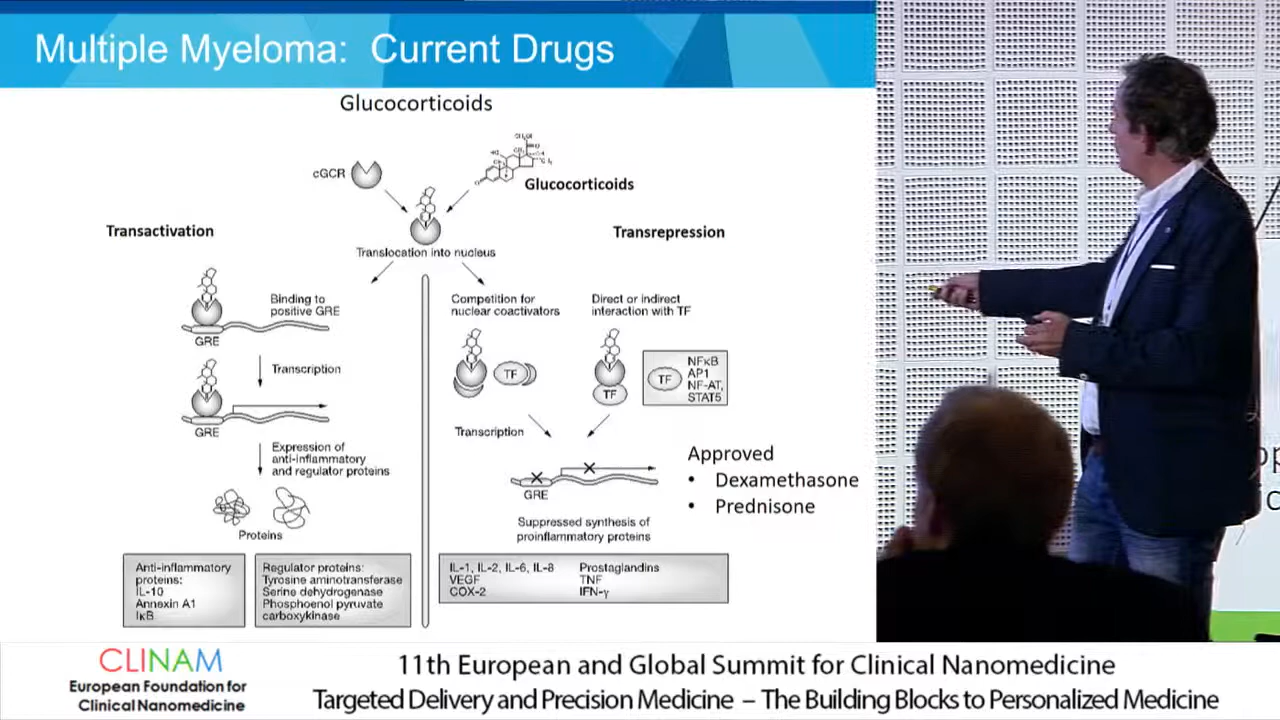 Multiple Myeloma: Current Drugs
Glucocorticoids
cGCR
Glucocorticoids
Transactivation
Transrepression
Translocation into nucleus
Binding to
positive GRE
GRE
Transcription
GRE
Expression of
anti-inflammatory
and regulator proteins
Proteins
Anti-inflammatory
proteins:
IL-10
Annexin A1
IκB
Regulator proteins:
Tyrosine aminotransferase
Serine dehydrogenase
Phosphoenol pyruvate
carboxykinase
Competition for
nuclear coactivators
TF
Direct or indirect
interaction with TF
TF
TF
NFκB
AP1
NF-AT,
STAT5
Transcription
GRE
Suppressed synthesis of
proinflammatory proteins
IL-1, IL-2, IL-6, IL-8
VEGF
COX-2
Prostaglandins
TNF
IFN-γ
Approved
• Dexamethasone
• Prednisone
CLINAM
European Foundation for
Clinical Nanomedicine
11th European and Global Summit for Clinical Nanomedicine
Targeted Delivery and Precision Medicine – The Building Blocks to Personalized Medicine